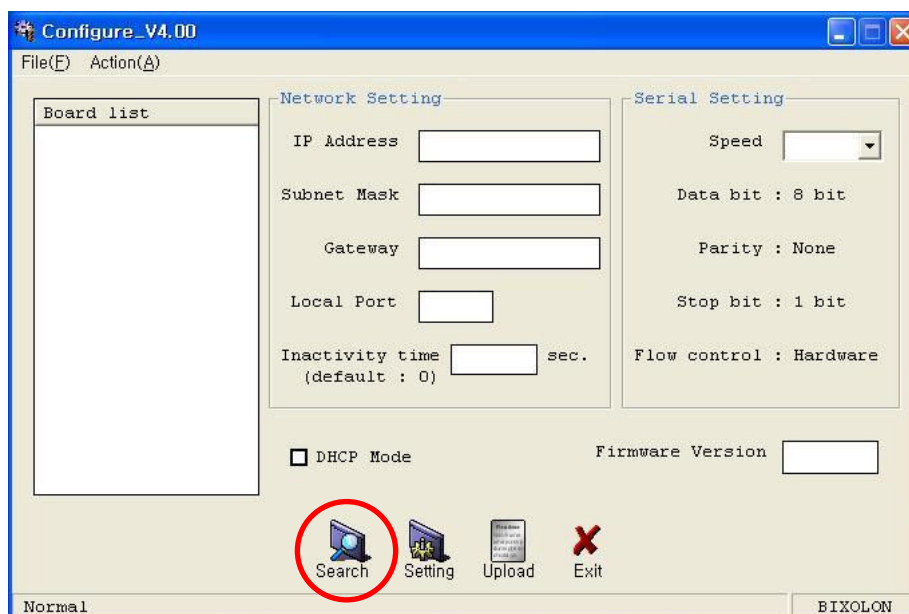 Configure_V4.00
File(F) Action(A)
Board list
Network Setting
IP Address
Subnet Mask
Gateway
Local Port
Inactivity time sec.
(default : 0)
Serial Setting
Speed
Data bit : 8 bit
Parity : None
Stop bit : 1 bit
Flow control : Hardware
DHCP Mode
Firmware Version
Search
Setting
Upload
Exit
Normal
BIXOLON